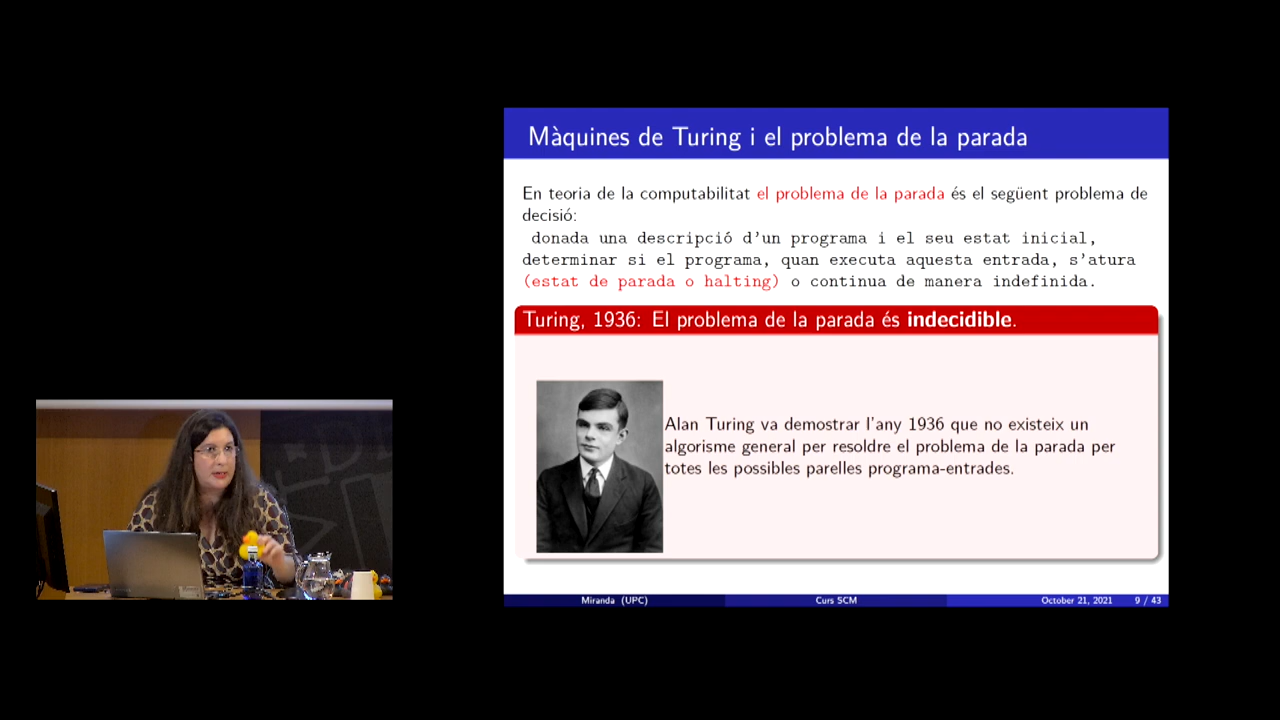 Màquines de Turing i el problema de la parada
En teoria de la computabilitat el problema de la parada és el següent problema de
decisió:
donada una descripció d'un programa i el seu estat inicial,
determinar si el programa, quan executa aquesta entrada, s'atura
(estat de parada o halting) o continua de manera indefinida.
Turing, 1936: El problema de la parada és indecidible.
Alan Turing va demostrar l'any 1936 que no existeix un
algorisme general per resoldre el problema de la parada per
totes les possibles parelles programa-entrades.
Miranda (UPC)
Curs SCM
October 21, 2021
9 / 43